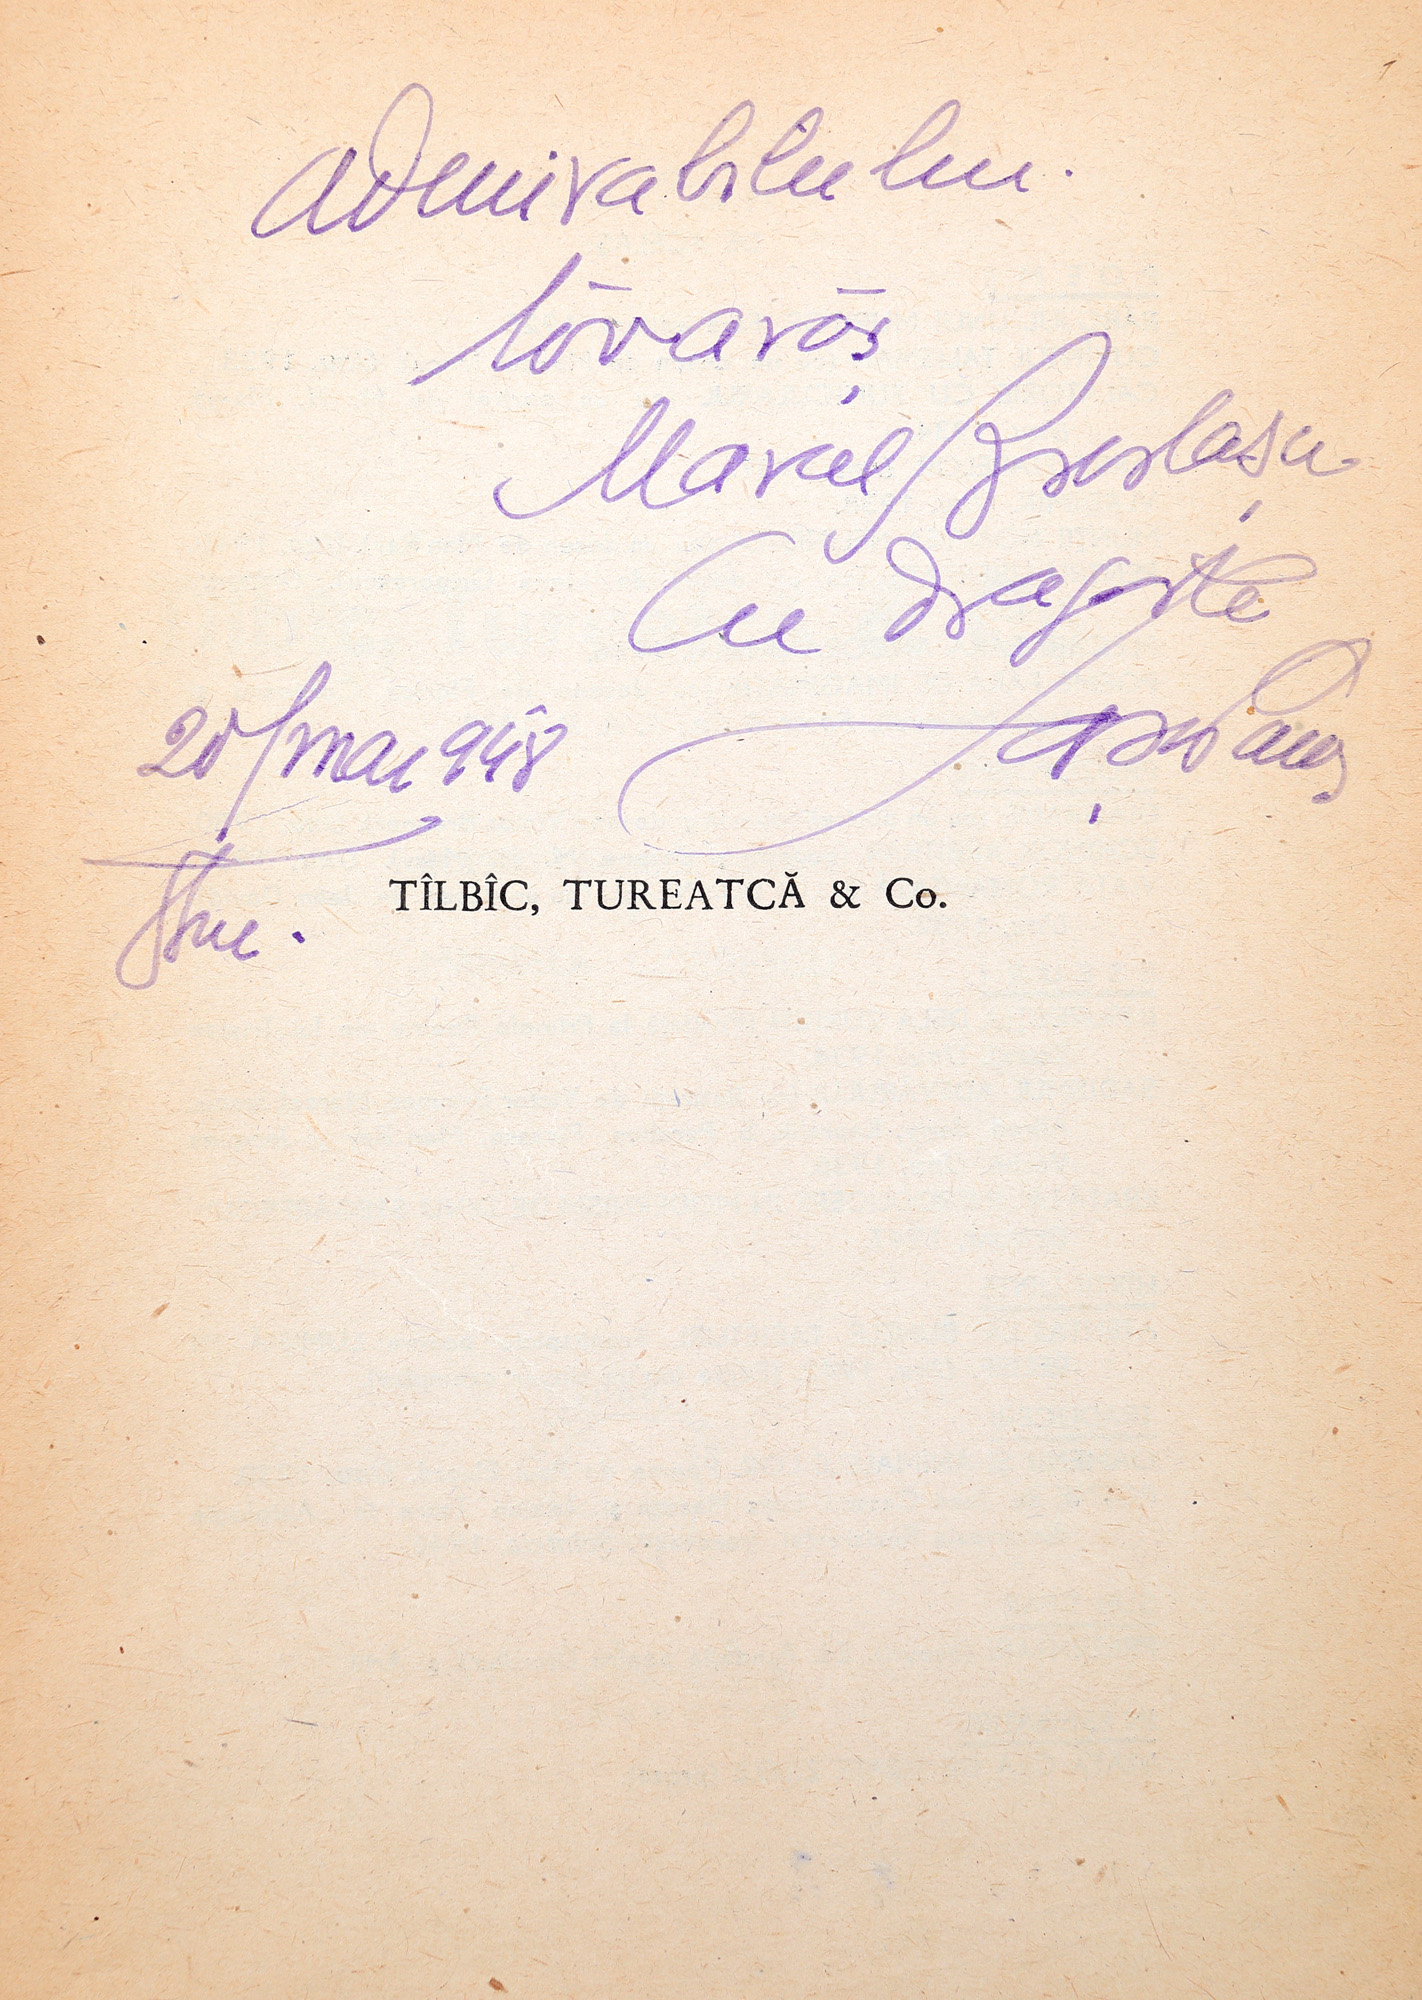 Admirabilului
tovarăș
Marcel Breslașu
Cu dragoste
20/mai 948
TÎLBÎC, TUREATCĂ & Co.